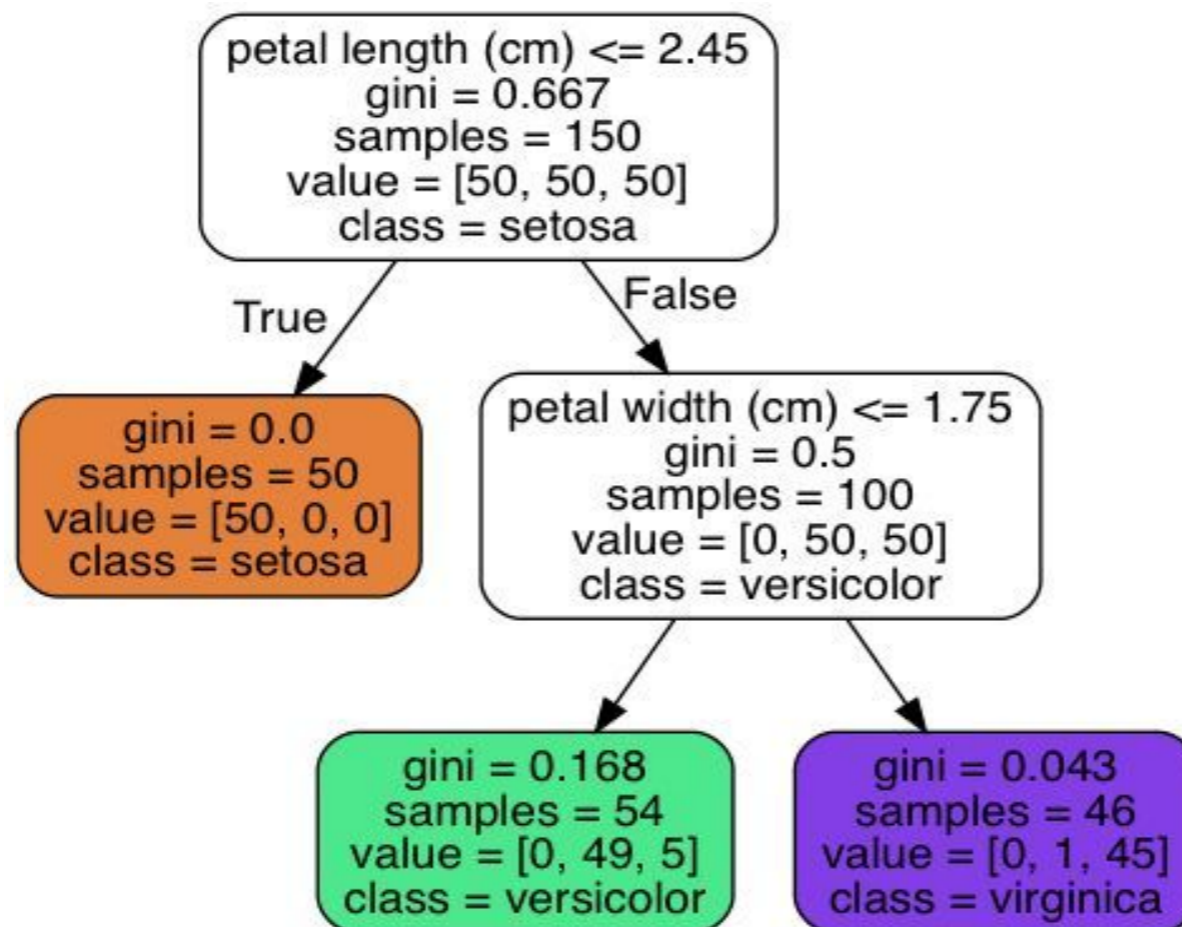 petal length (cm) <= 2.45
gini = 0.667
samples = 150
value = [50, 50, 50]
class = setosa
True
False
gini = 0.0
samples = 50
value = [50, 0, 0]
class = setosa
petal width (cm) <= 1.75
gini = 0.5
samples = 100
value = [0, 50, 50]
class = versicolor
gini = 0.168
samples = 54
value = [0, 49, 5]
class = versicolor
gini = 0.043
samples = 46
value = [0, 1, 45]
class = virginica